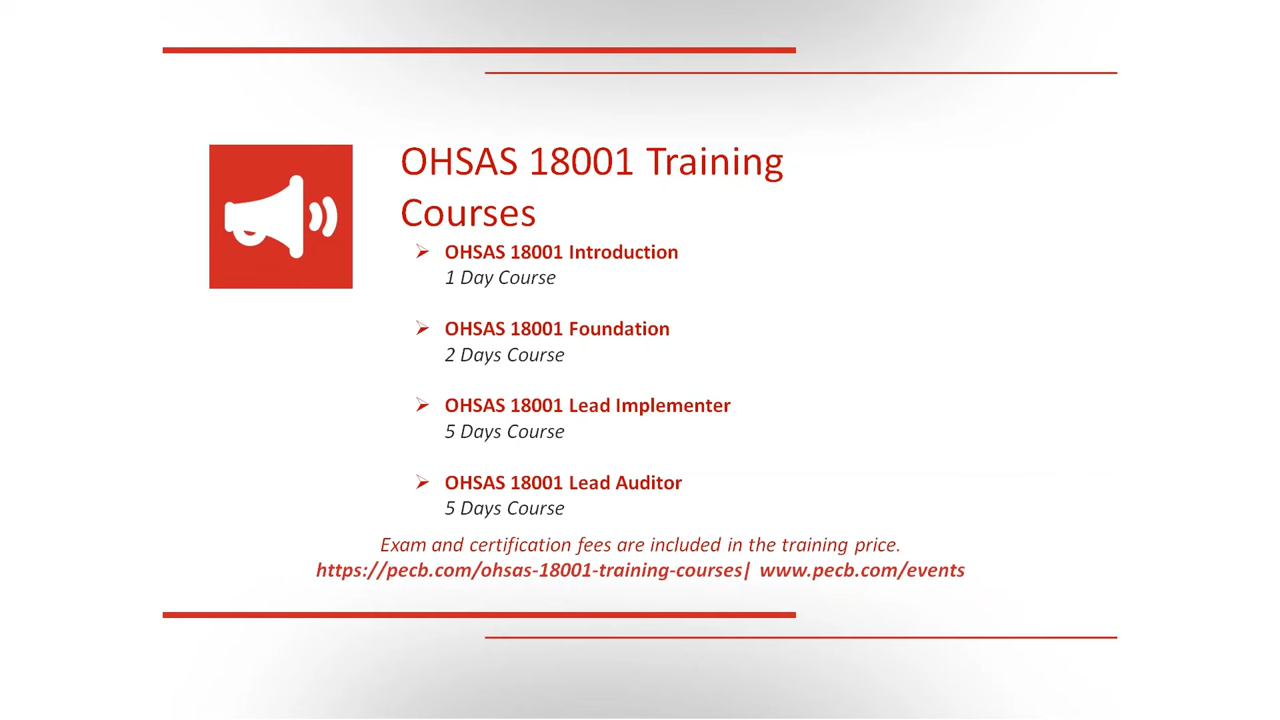 OHSAS 18001 Training
Courses
OHSAS 18001 Introduction
1 Day Course
OHSAS 18001 Foundation
2 Days Course
OHSAS 18001 Lead Implementer
5 Days Course
OHSAS 18001 Lead Auditor
5 Days Course
Exam and certification fees are included in the training price.
https://pecb.com/ohsas-18001-training-courses| www.pecb.com/events